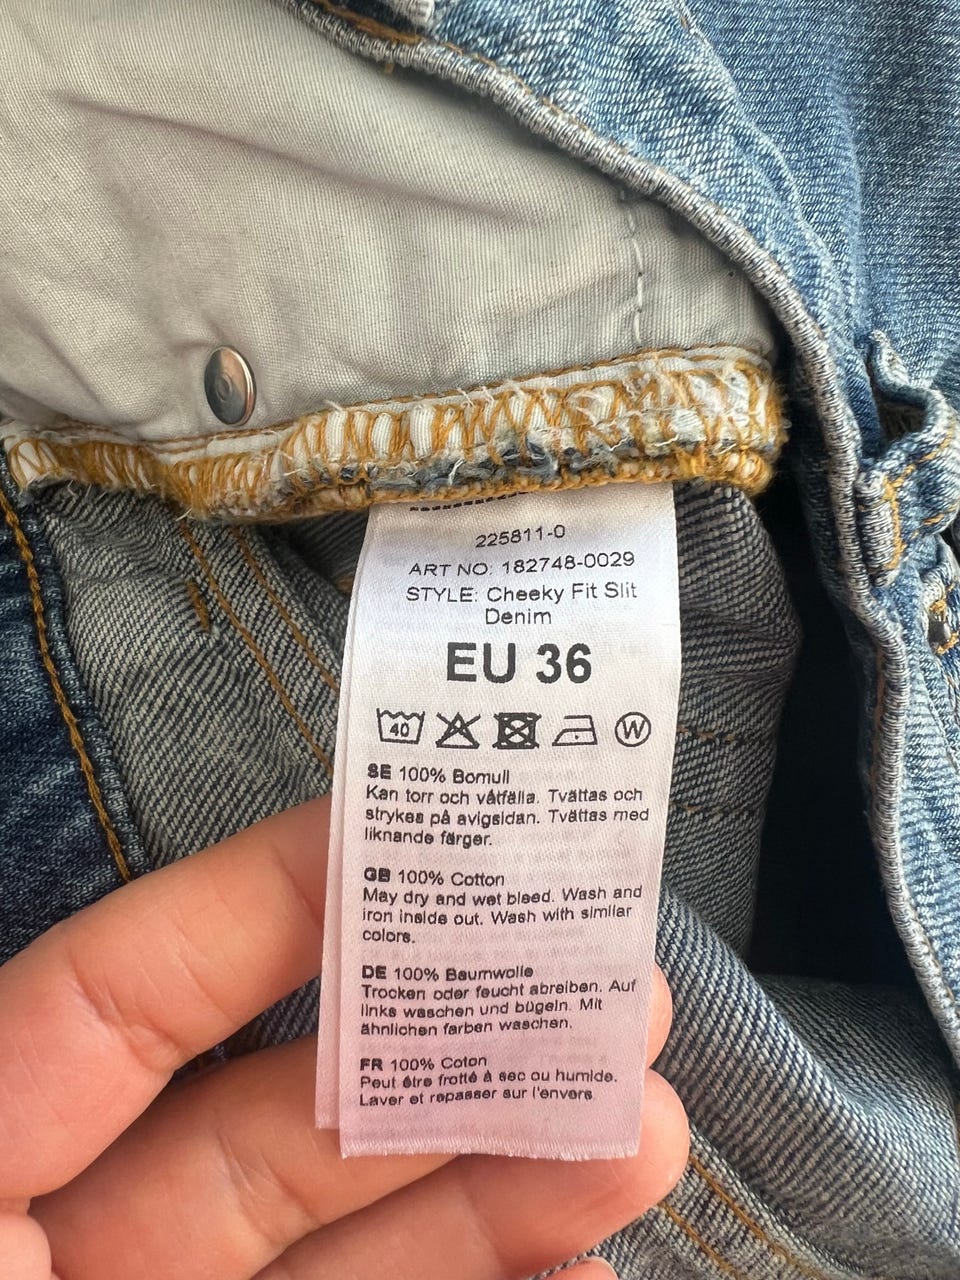 225811-0
ART NO: 182748-0029
STYLE: Cheeky Fit Slit
Denim
EU 36
40 W
SE 100% Bomull
Kan torr och våtfälla. Tvättas och
strykas på avigsidan. Tvättas med
liknande färger.
GB 100% Cotton
May dry and wet bleed. Wash and
iron inside out. Wash with similar
colors.
DE 100% Baumwolle
Trocken oder feucht abreiben. Auf
links waschen und bügeln. Mit
ähnlichen farben waschen.
FR 100% Coton
Peut être frotté à sec ou humide.
Laver et repasser sur l'envers